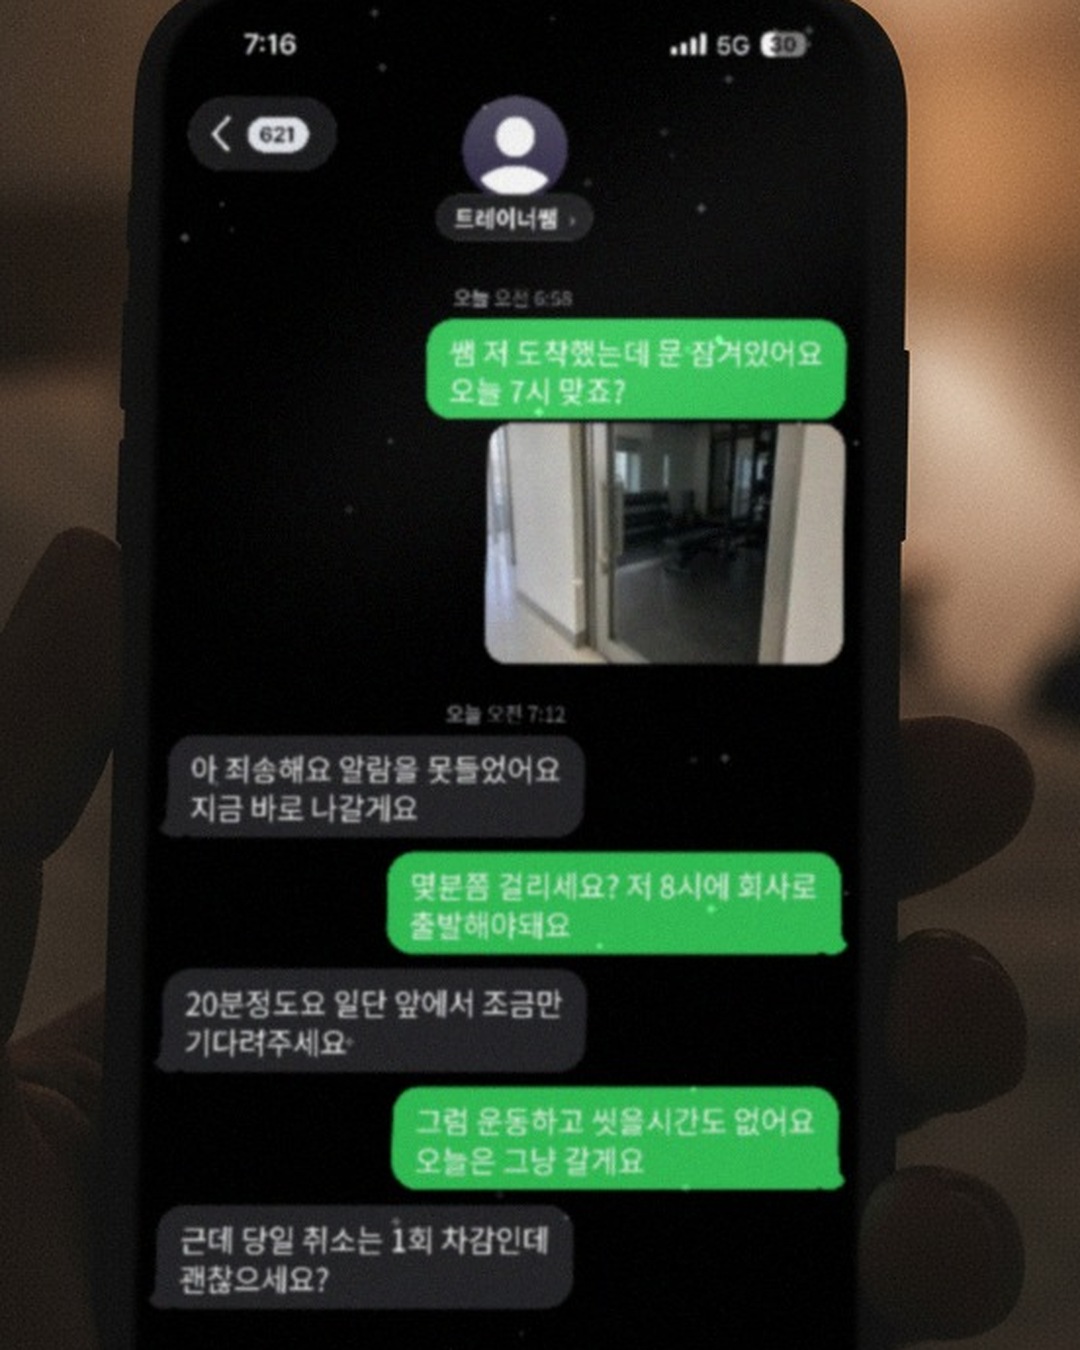 7:16
5G 30
621
트레이너쌤
오늘 오전 6:58
쌤 저 도착했는데 문 잠겨있어요
오늘 7시 맞죠?
오늘 오전 7:12
아 죄송해요 알람을 못들었어요
지금 바로 나갈게요
몇분쯤 걸리세요? 저 8시에 회사로
출발해야돼요
20분정도요 일단 앞에서 조금만
기다려주세요
그럼 운동하고 씻을시간도 없어요
오늘은 그냥 갈게요
근데 당일 취소는 1회 차감인데
괜찮으세요?